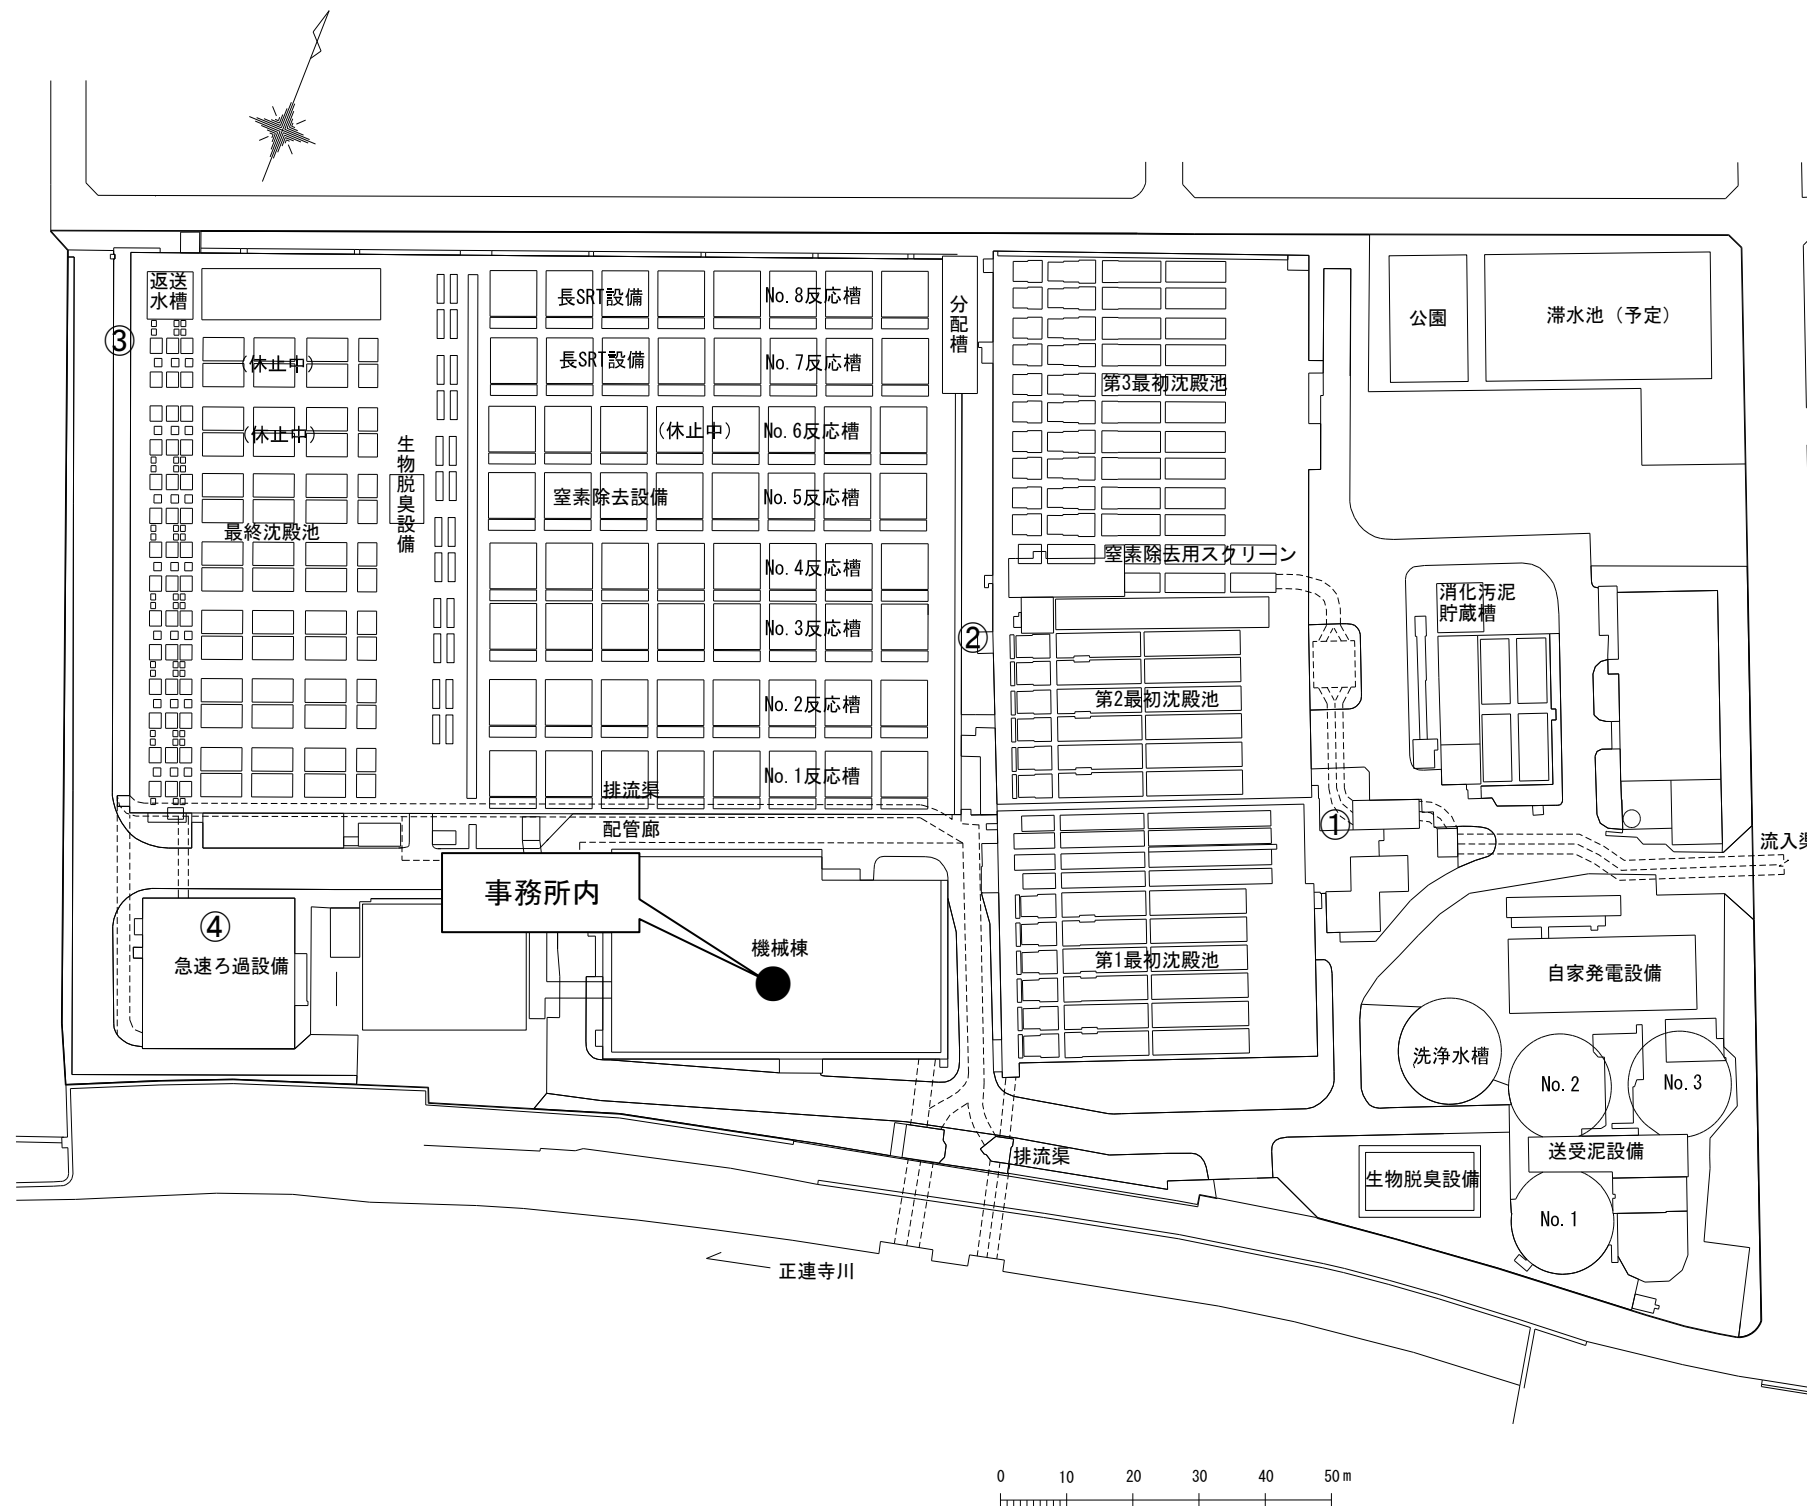 返送
水槽
長SRT設備
No.8反応槽
分配槽
公園
滞水池（予定）
③
（休止中）
長SRT設備
No.7反応槽
第3最初沈殿池
（休止中）
生物脱臭設備
（休止中）
No.6反応槽
窒素除去設備
No.5反応槽
最終沈殿池
No.4反応槽
窒素除去用スクリーン
消化汚泥
貯蔵槽
No.3反応槽
②
No.2反応槽
第2最初沈殿池
No.1反応槽
排流渠
配管廊
①
流入渠
事務所内
④
急速ろ過設備
機械棟
第1最初沈殿池
自家発電設備
洗浄水槽
No.2
No.3
排流渠
送受泥設備
生物脱臭設備
No.1
正連寺川
0 10 20 30 40 50m